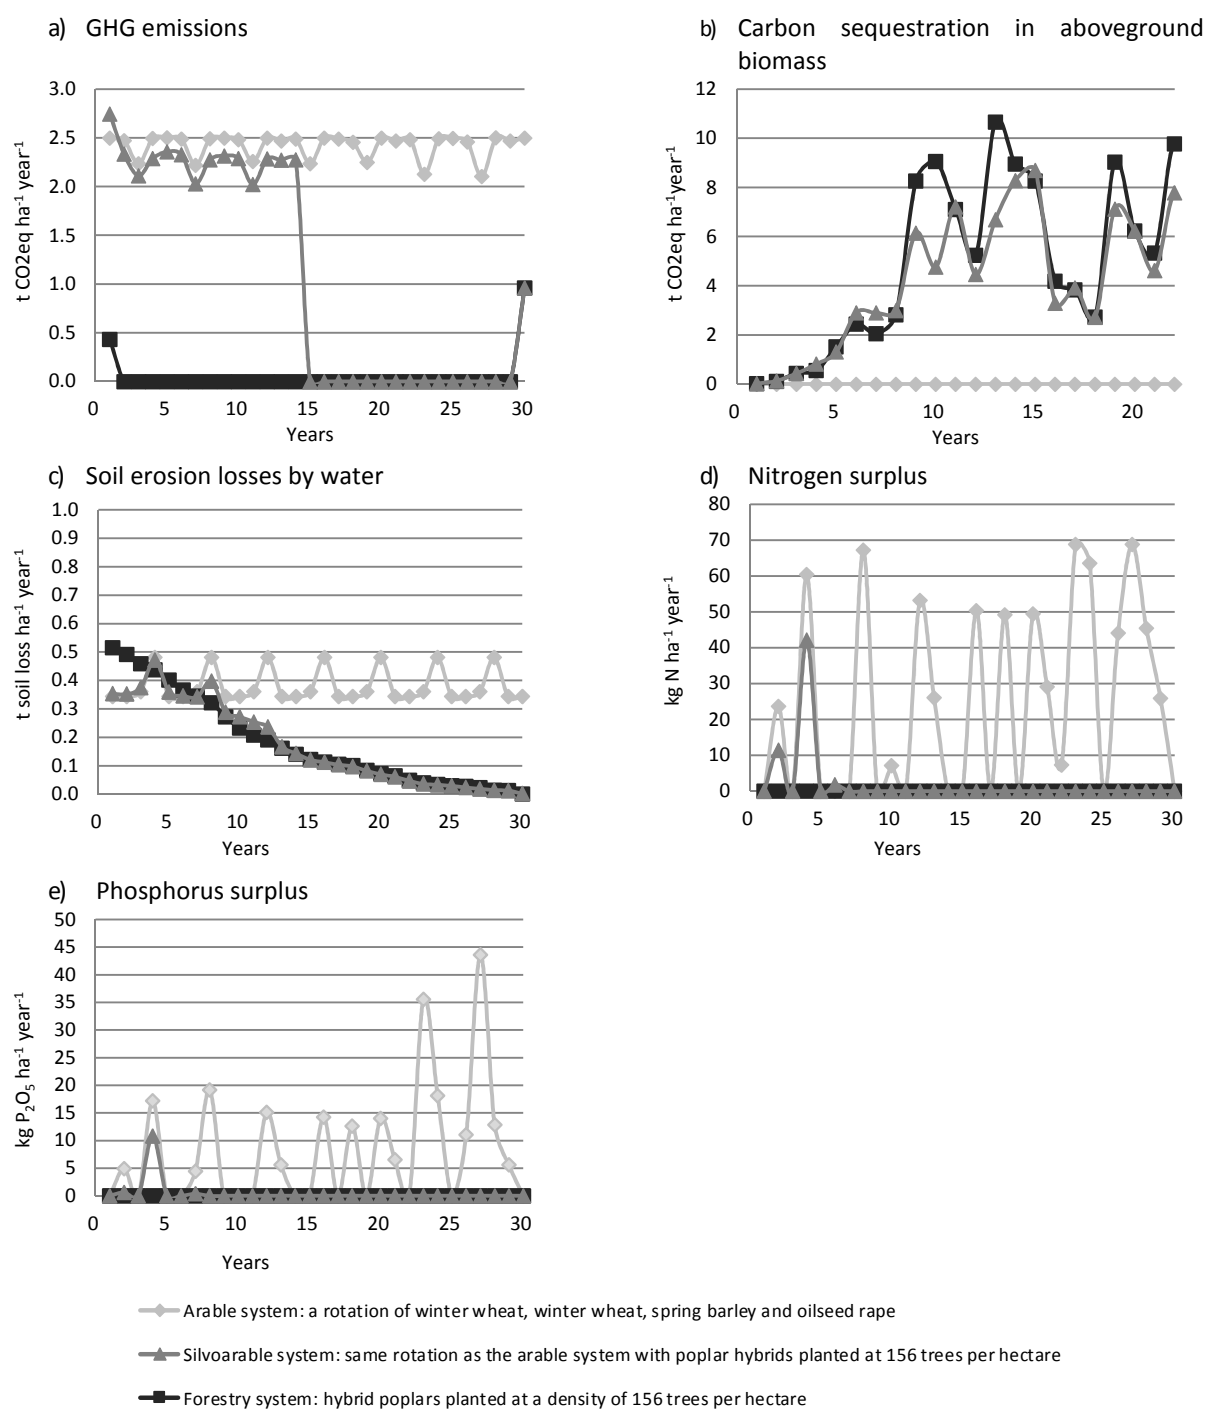 a) GHG emissions
3.0
2.5
2.0
1.5
1.0
0.5
0.0
t CO2eq ha-1 year-1
0 5 10 15 20 25 30
Years
b) Carbon sequestration in aboveground
biomass
12
10
8
6
4
2
0
t CO2eq ha-1year-1
0 5 10 15 20
Years
c) Soil erosion losses by water
1.0
0.9
0.8
0.7
0.6
0.5
0.4
0.3
0.2
0.1
0.0
t soil loss ha-1 year-1
0 5 10 15 20 25 30
Years
d) Nitrogen surplus
80
70
60
50
40
30
20
10
0
kg N ha-1 year-1
0 5 10 15 20 25 30
Years
e) Phosphorus surplus
50
45
40
35
30
25
20
15
10
5
0
kg P2O5 ha-1 year-1
0 5 10 15 20 25 30
Years
Arable system: a rotation of winter wheat, winter wheat, spring barley and oilseed rape
Silvoarable system: same rotation as the arable system with poplar hybrids planted at 156 trees per hectare
Forestry system: hybrid poplars planted at a density of 156 trees per hectare